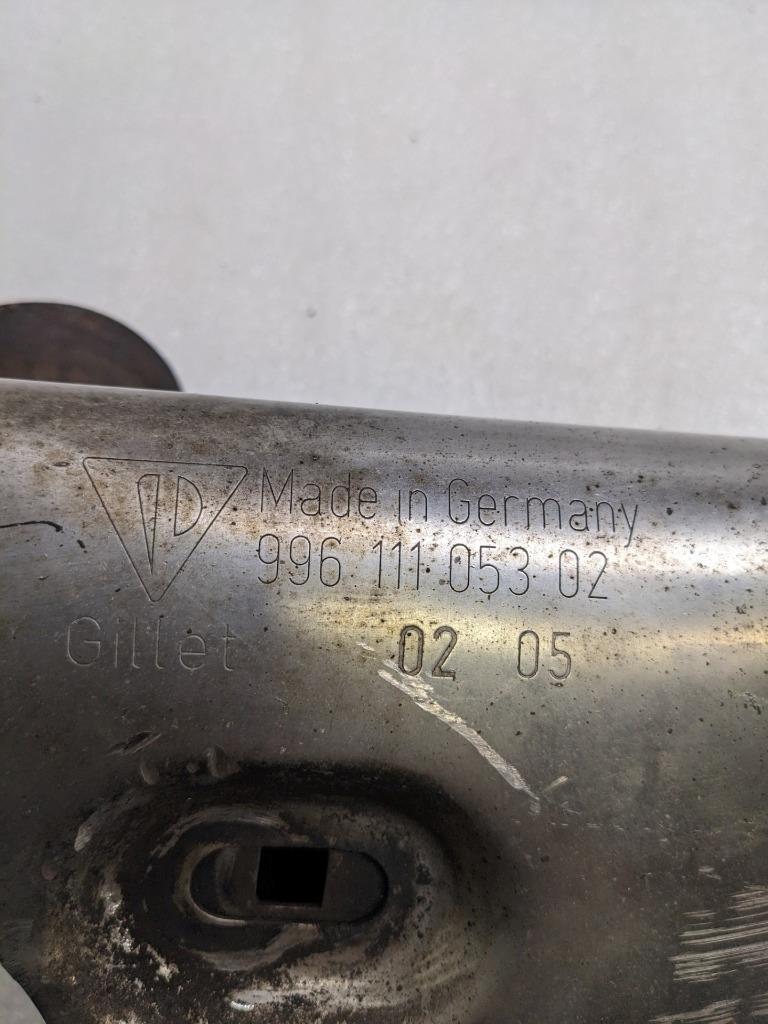 Made in Germany
996 111 053 02
Gillet 02 05